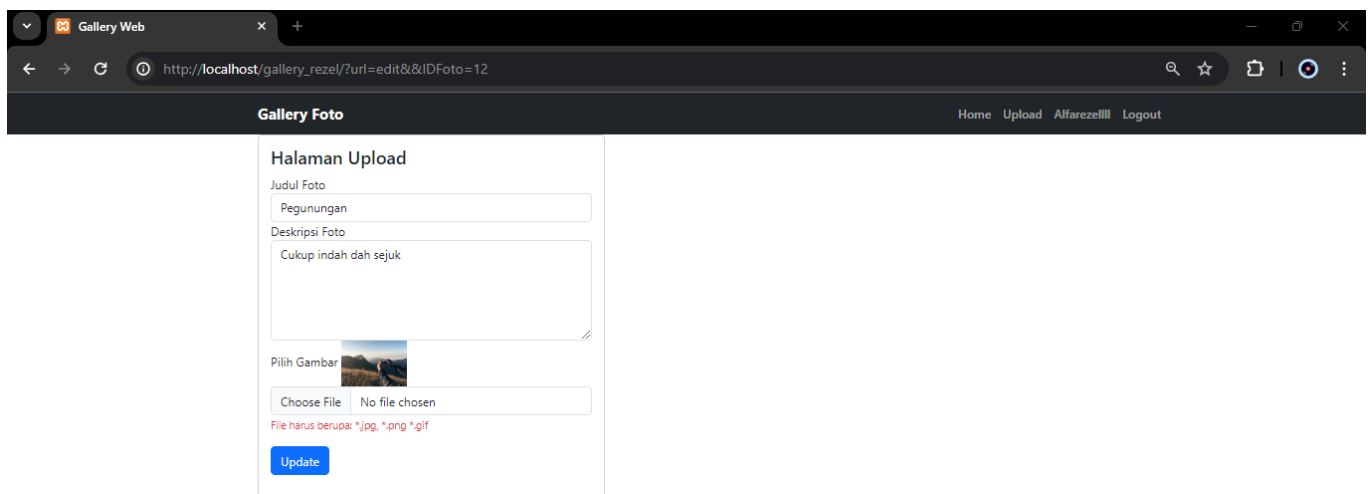 Gallery Web
http://localhost/gallery_rezel/?url=edit&&IDFoto=12
Gallery Foto Home Upload Alfarezellll Logout
Halaman Upload
Judul Foto
Pegunungan
Deskripsi Foto
Cukup indah dah sejuk
Pilih Gambar
Choose File No file chosen
File harus berupa: *.jpg, *.png *.gif
Update